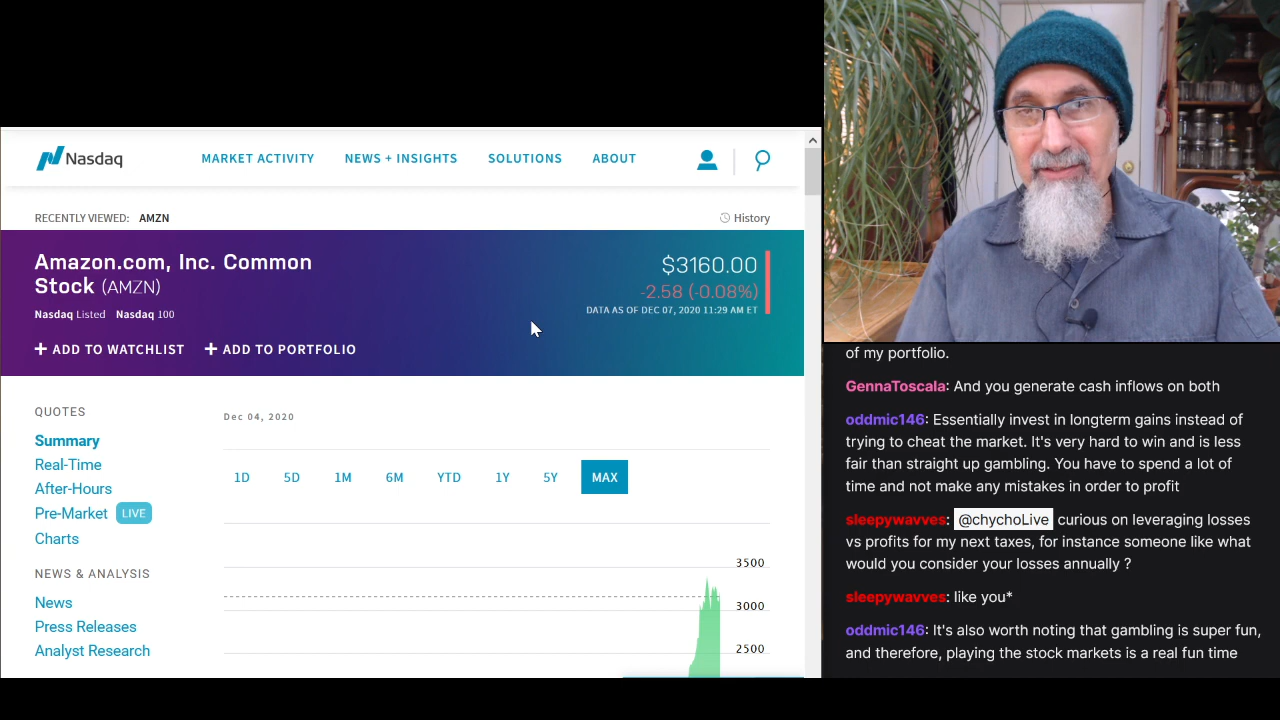 Nasdaq
MARKET ACTIVITY NEWS + INSIGHTS SOLUTIONS ABOUT
RECENTLY VIEWED: AMZN
History
Amazon.com, Inc. Common
Stock (AMZN)
Nasdaq Listed Nasdaq 100
ADD TO WATCHLIST
ADD TO PORTFOLIO
$3160.00
-2.58 (-0.08%)
DATA AS OF DEC 07, 2020 11:29 AM ET
QUOTES
Summary
Real-Time
After-Hours
Pre-Market LIVE
Charts
NEWS & ANALYSIS
News
Press Releases
Analyst Research
Dec 04, 2020
1D 5D 1M 6M YTD 1Y 5Y MAX
3500
3000
2500
of my portfolio.
GennaToscala: And you generate cash inflows on both
oddmic146: Essentially invest in longterm gains instead of
trying to cheat the market. It's very hard to win and is less
fair than straight up gambling. You have to spend a lot of
time and not make any mistakes in order to profit
sleepywavves: @chychoLive curious on leveraging losses
vs profits for my next taxes, for instance someone like what
would you consider your losses annually ?
sleepywavves: like you*
oddmic146: It's also worth noting that gambling is super fun,
and therefore, playing the stock markets is a real fun time